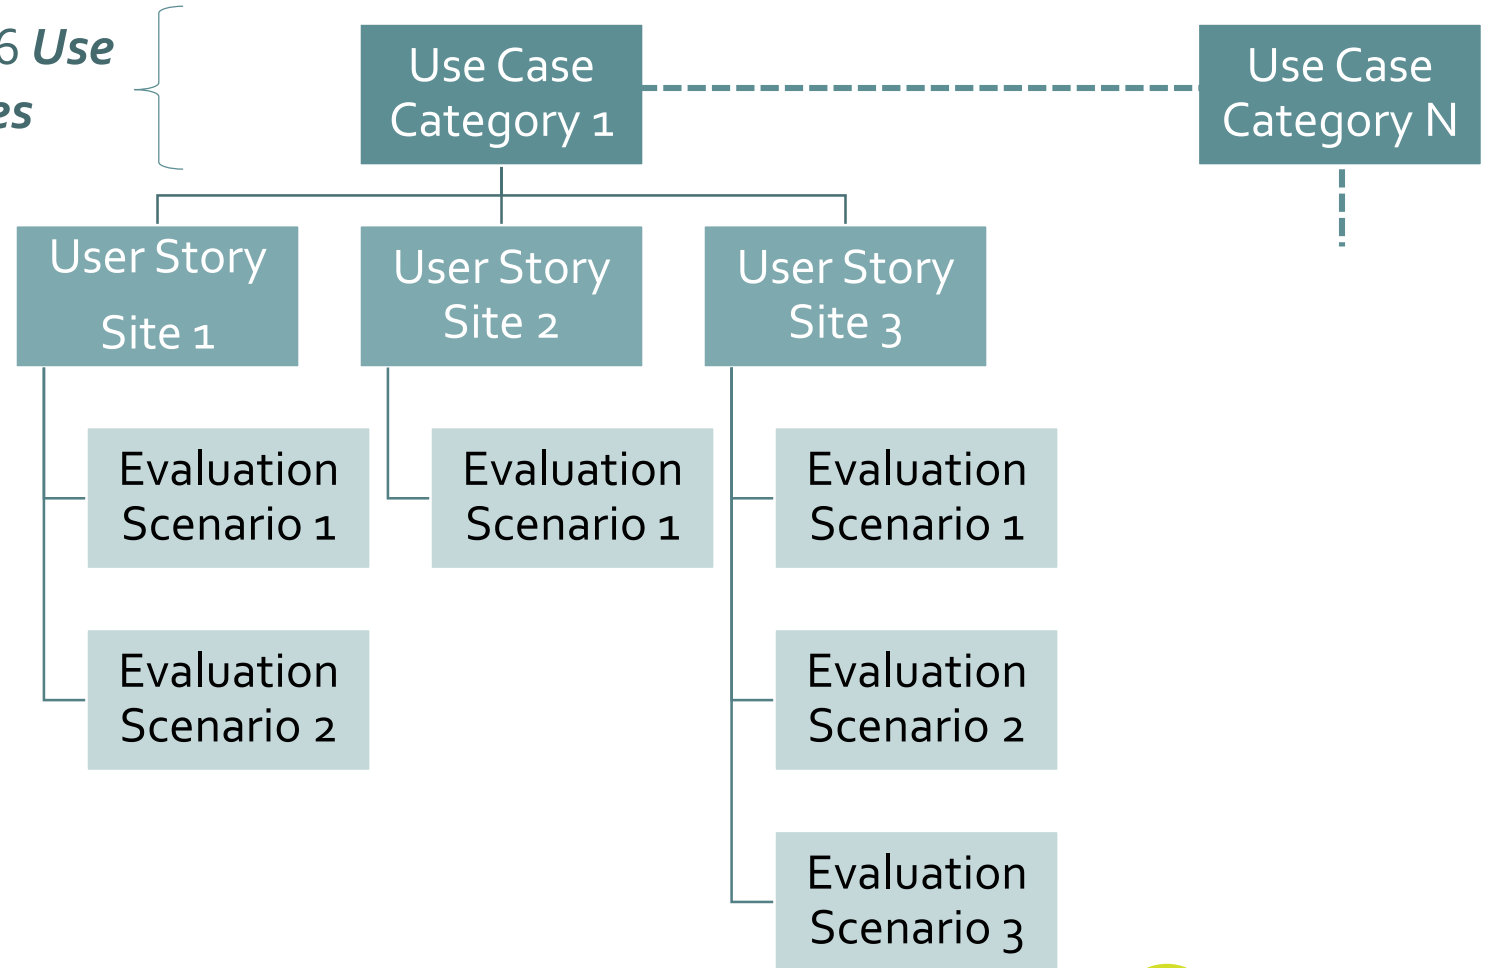 6 Use
es
Use Case
Category 1
Use Case
Category N
User Story
Site 1
User Story
Site 2
User Story
Site 3
Evaluation
Scenario 1
Evaluation
Scenario 1
Evaluation
Scenario 1
Evaluation
Scenario 2
Evaluation
Scenario 2
Evaluation
Scenario 3